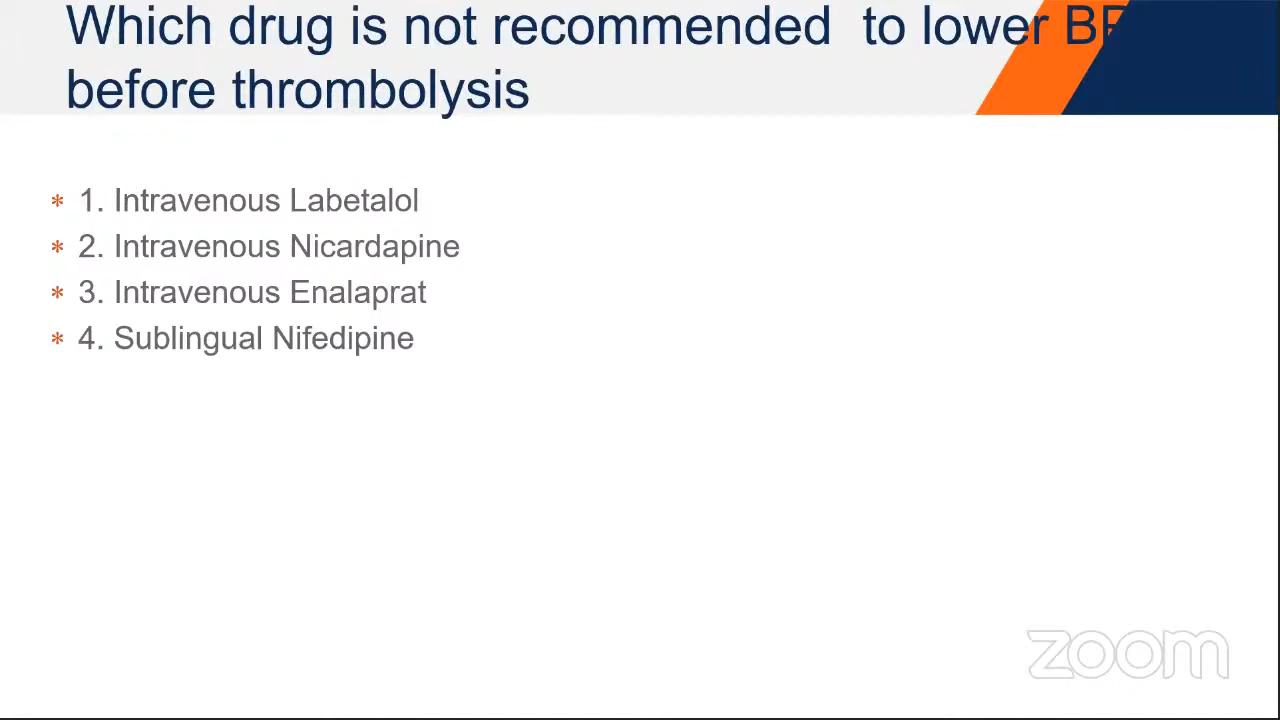 Which drug is not recommended  to lower BP
before thrombolysis
* 1. Intravenous Labetalol
* 2. Intravenous Nicardapine
* 3. Intravenous Enalaprat
* 4. Sublingual Nifedipine
zoom